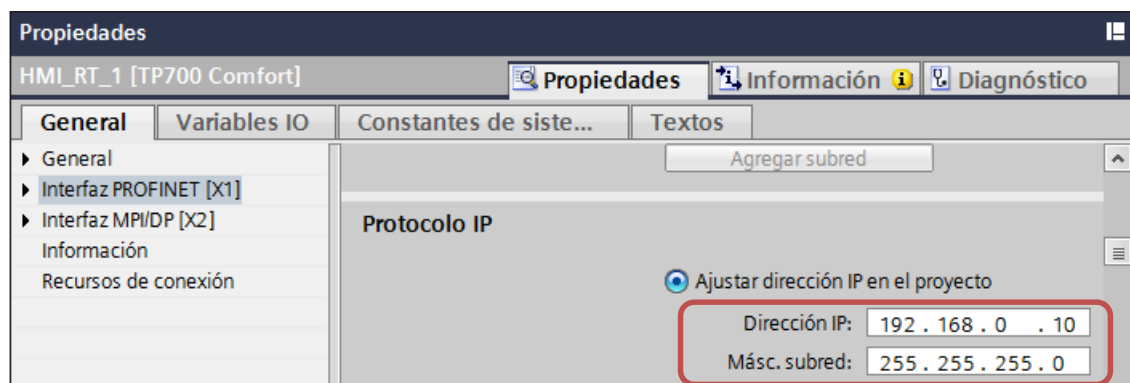 Propiedades
HMI_RT_1 [TP700 Comfort]
Propiedades
Información
Diagnóstico
General
Variables IO
Constantes de siste...
Textos
General
Interfaz PROFINET [X1]
Interfaz MPI/DP [X2]
Información
Recursos de conexión
Agregar subred
Protocolo IP
Ajustar dirección IP en el proyecto
Dirección IP: 192 . 168 . 0 . 10
Másc. subred: 255 . 255 . 255 . 0